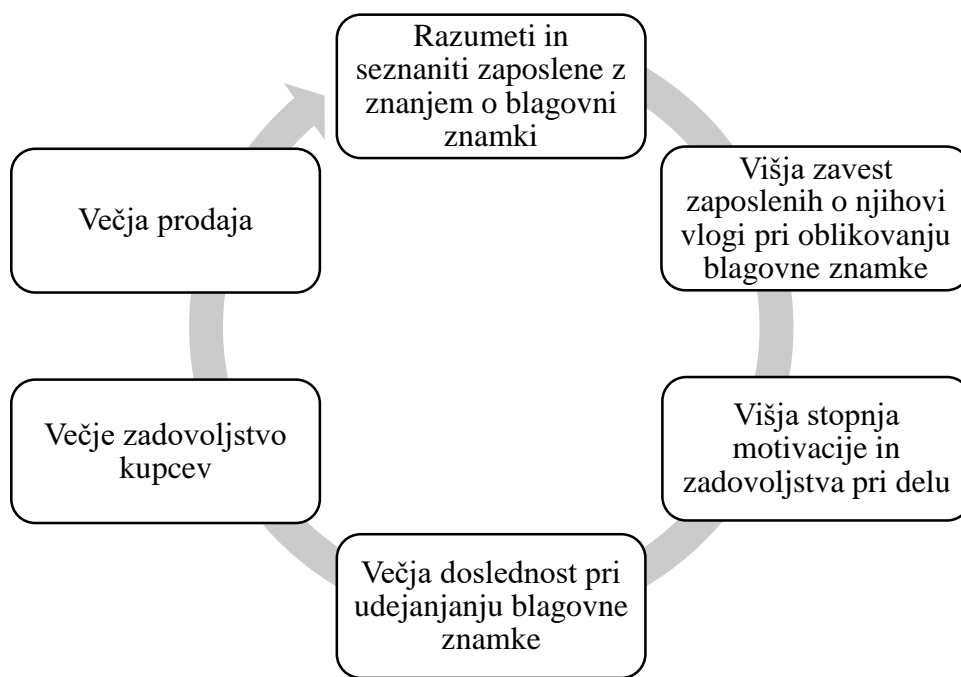 Razumeti in
seznaniti zaposlene z
znanjem o blagovni
znamki
Višja zavest
zaposlenih o njihovi
vlogi pri oblikovanju
blagovne znamke
Višja stopnja
motivacije in
zadovoljstva pri delu
Večja doslednost pri
udejanjanju blagovne
znamke
Večje zadovoljstvo
kupcev
Večja prodaja